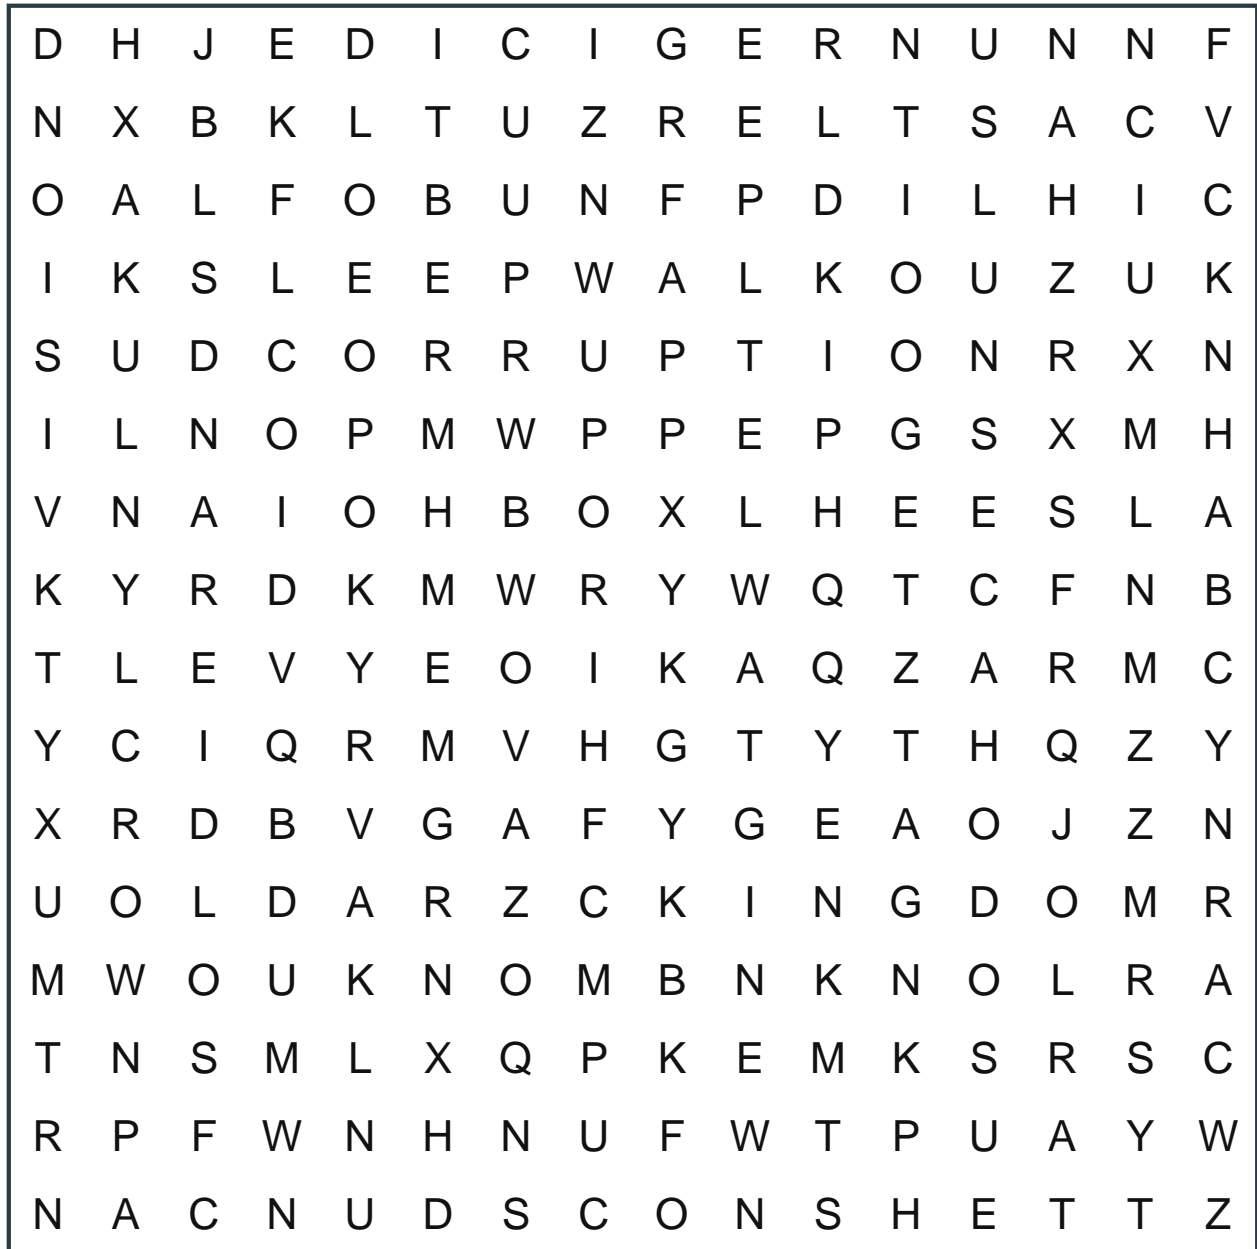 D H J E D I C I G E R N U N N F
N X B K L T U Z R E L T S A C V
O A L F O B U N F P D I L H I C
I K S L E E P W A L K O U Z U K
S U D C O R R U P T I O N R X N
I L N O P M W P P E P G S X M H
V N A I O H B O X L H E E S L A
K Y R D K M W R Y W Q T C F N B
T L E V Y E O I K A Q Z A R M C
Y C I Q R M V H G T Y T H Q Z Y
X R D B V G A F Y G E A O J Z N
U O L D A R Z C K I N G D O M R
M W O U K N O M B N K N O L R A
T N S M L X Q P K E M K S R S C
R P F W N H N U F W T P U A Y W
N A C N U D S C O N S H E T T Z